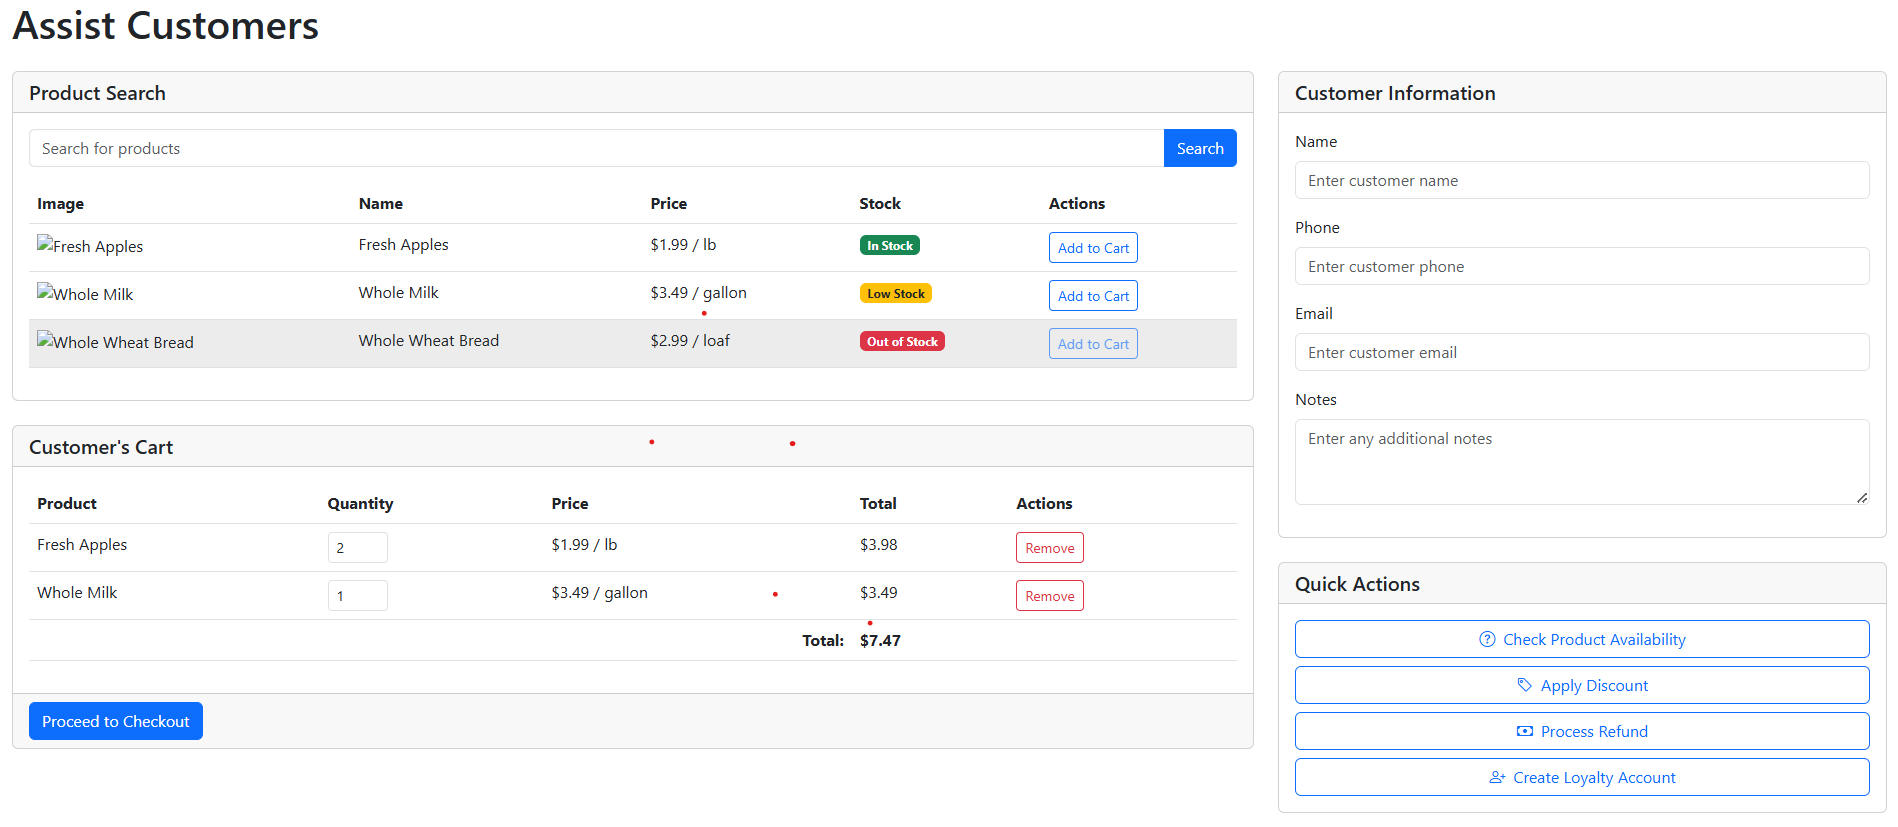 Assist Customers
Product Search
Search for products Search
Image Name Price Stock Actions
Fresh Apples Fresh Apples $1.99 / lb In Stock Add to Cart
Whole Milk Whole Milk $3.49 / gallon Low Stock Add to Cart
Whole Wheat Bread Whole Wheat Bread $2.99 / loaf Out of Stock Add to Cart
Customer's Cart
Product Quantity Price Total Actions
Fresh Apples 2 $1.99 / lb $3.98 Remove
Whole Milk 1 $3.49 / gallon $3.49 Remove
Total: $7.47
Proceed to Checkout
Customer Information
Name
Enter customer name
Phone
Enter customer phone
Email
Enter customer email
Notes
Enter any additional notes
Quick Actions
Check Product Availability
Apply Discount
Process Refund
Create Loyalty Account